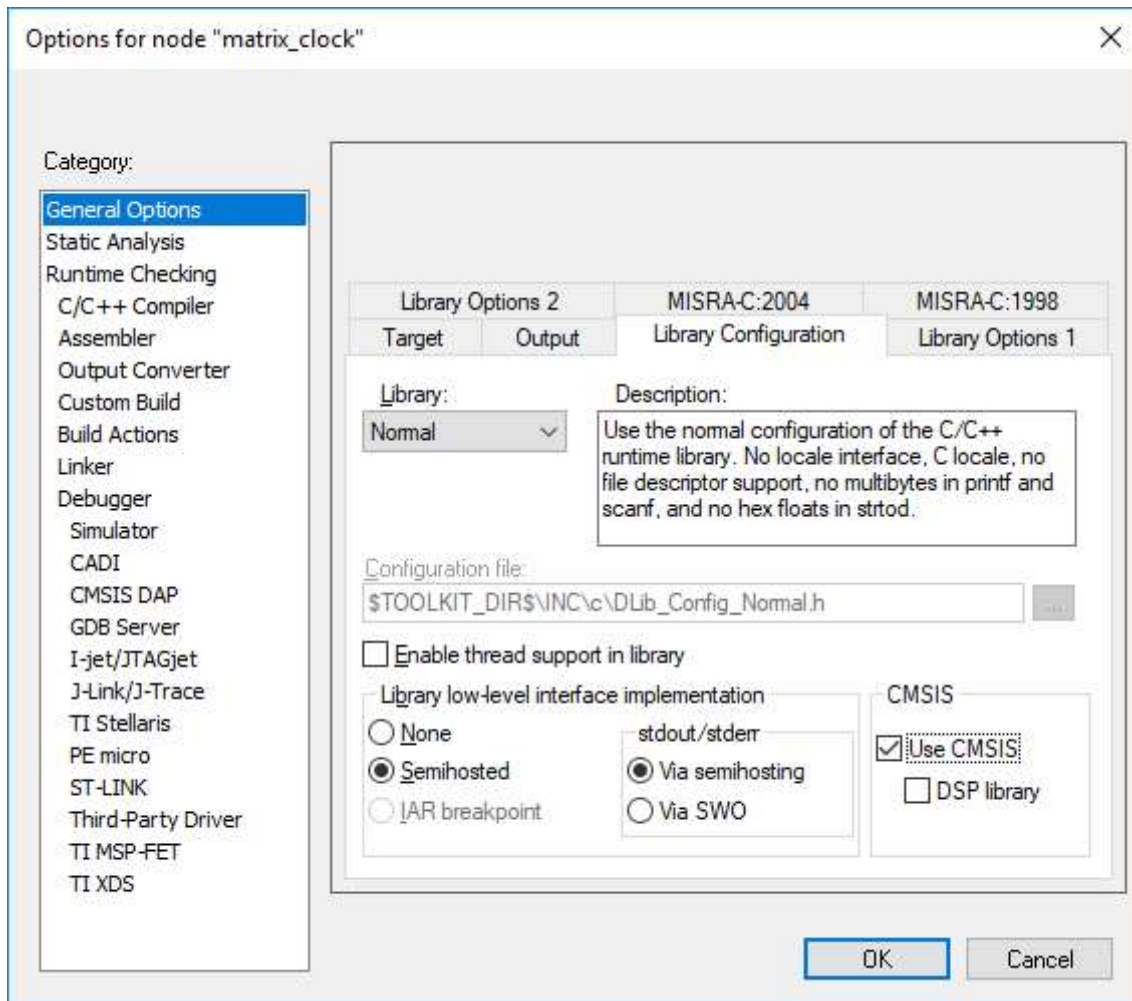 Options for node "matrix_clock"
Category:
General Options
Static Analysis
Runtime Checking
C/C++ Compiler
Assembler
Output Converter
Custom Build
Build Actions
Linker
Debugger
Simulator
CADI
CMSIS DAP
GDB Server
I-jet/JTAGjet
J-Link/J-Trace
TI Stellaris
PE micro
ST-LINK
Third-Party Driver
TI MSP-FET
TI XDS
Library Options 2 MISRA-C:2004 MISRA-C:1998
Target Output Library Configuration Library Options 1
Library: Description:
Normal
Use the normal configuration of the C/C++
runtime library. No locale interface, C locale, no
file descriptor support, no multibytes in printf and
scanf, and no hex floats in strtod.
Configuration file:
$TOOLKIT_DIR$\INC\c\DLib_Config_Normal.h
...
Enable thread support in library
Library low-level interface implementation
None
Semihosted
IAR breakpoint
stdout/stderr
Via semihosting
Via SWO
CMSIS
Use CMSIS
DSP library
OK Cancel